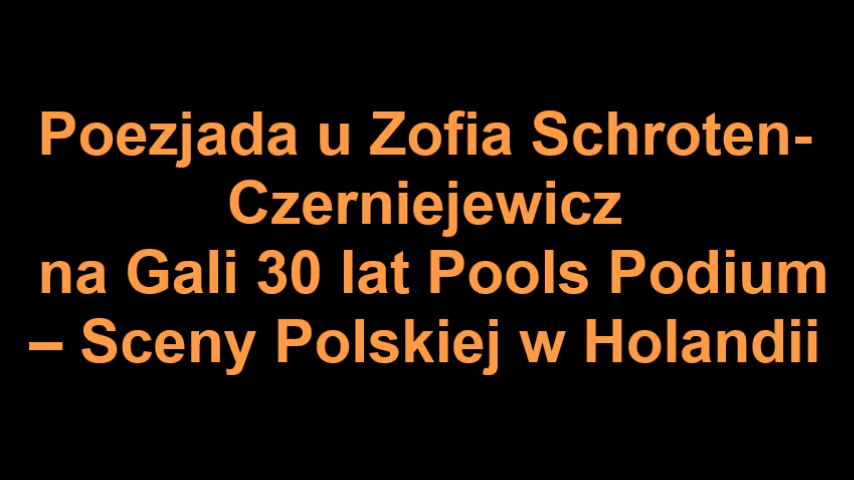 Poezjada u Zofia Schroten-
Czerniejewicz
na Gali 30 lat Pools Podium
– Sceny Polskiej w Holandii